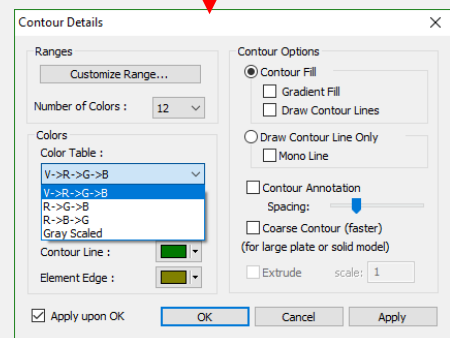 Contour Details
Ranges
Customize Range...
Number of Colors :
12
Colors
Color Table :
V->R->G->B
V->R->G->B
R->G->B
R->B->G
Gray Scaled
Contour Line :
Element Edge :
Contour Options
Contour Fill
Gradient Fill
Draw Contour Lines
Draw Contour Line Only
Mono Line
Contour Annotation
Spacing:
Coarse Contour (faster)
(for large plate or solid model)
Extrude scale: 1
Apply upon OK
OK
Cancel
Apply